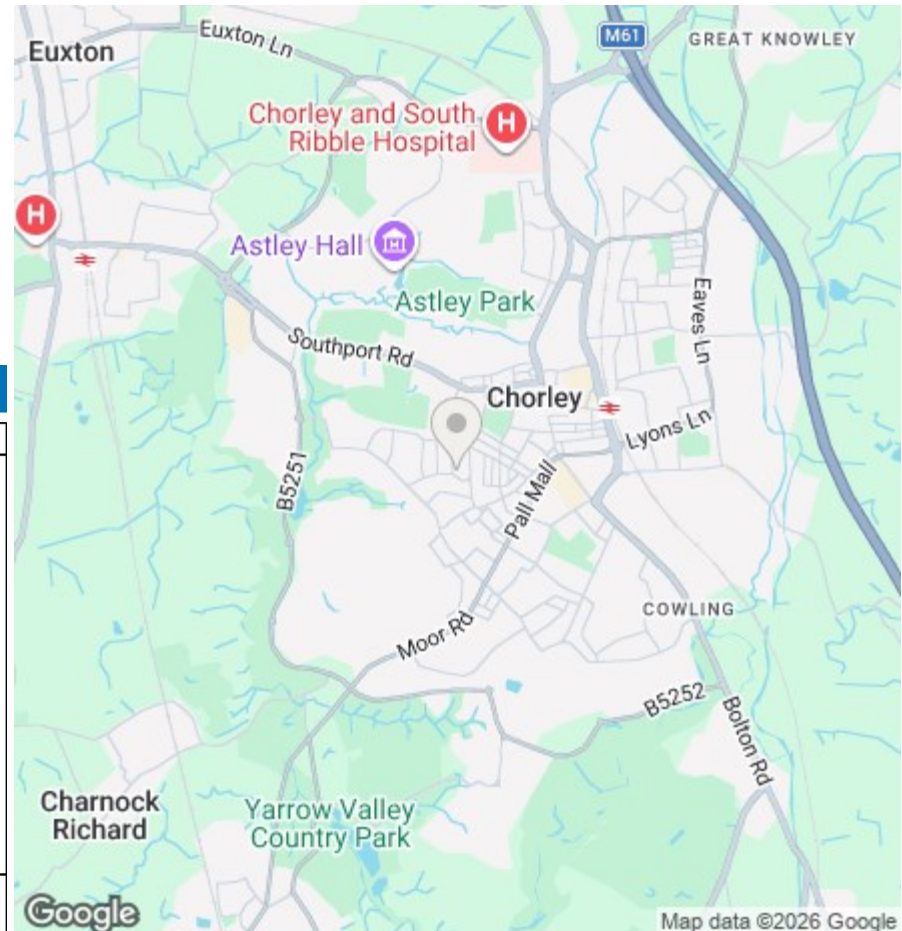 Euxton
Euxton Ln
M61
GREAT KNOWLEY
Chorley and South
Ribble Hospital
H
H
Astley Hall
Astley Park
Eaves Ln
Southport Rd
Chorley
Lyons Ln
B5251
Pall Mall
COWLING
Moor Rd
B5252
Bolton Rd
Charnock
Richard
Yarrow Valley
Country Park
Google
Map data ©2026 Google